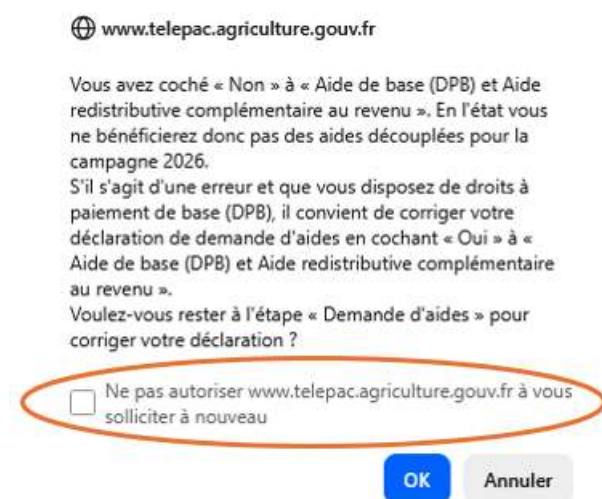 www.telepac.agriculture.gouv.fr
Vous avez coché « Non » à « Aide de base (DPB) et Aide
redistributive complémentaire au revenu ». En l'état vous
ne bénéficierez donc pas des aides découplées pour la
campagne 2026.
S'il s'agit d'une erreur et que vous disposez de droits à
paiement de base (DPB), il convient de corriger votre
déclaration de demande d'aides en cochant « Oui » à «
Aide de base (DPB) et Aide redistributive complémentaire
au revenu ».
Voulez-vous rester à l'étape « Demande d'aides » pour
corriger votre déclaration ?
Ne pas autoriser www.telepac.agriculture.gouv.fr à vous
solliciter à nouveau
OK Annuler